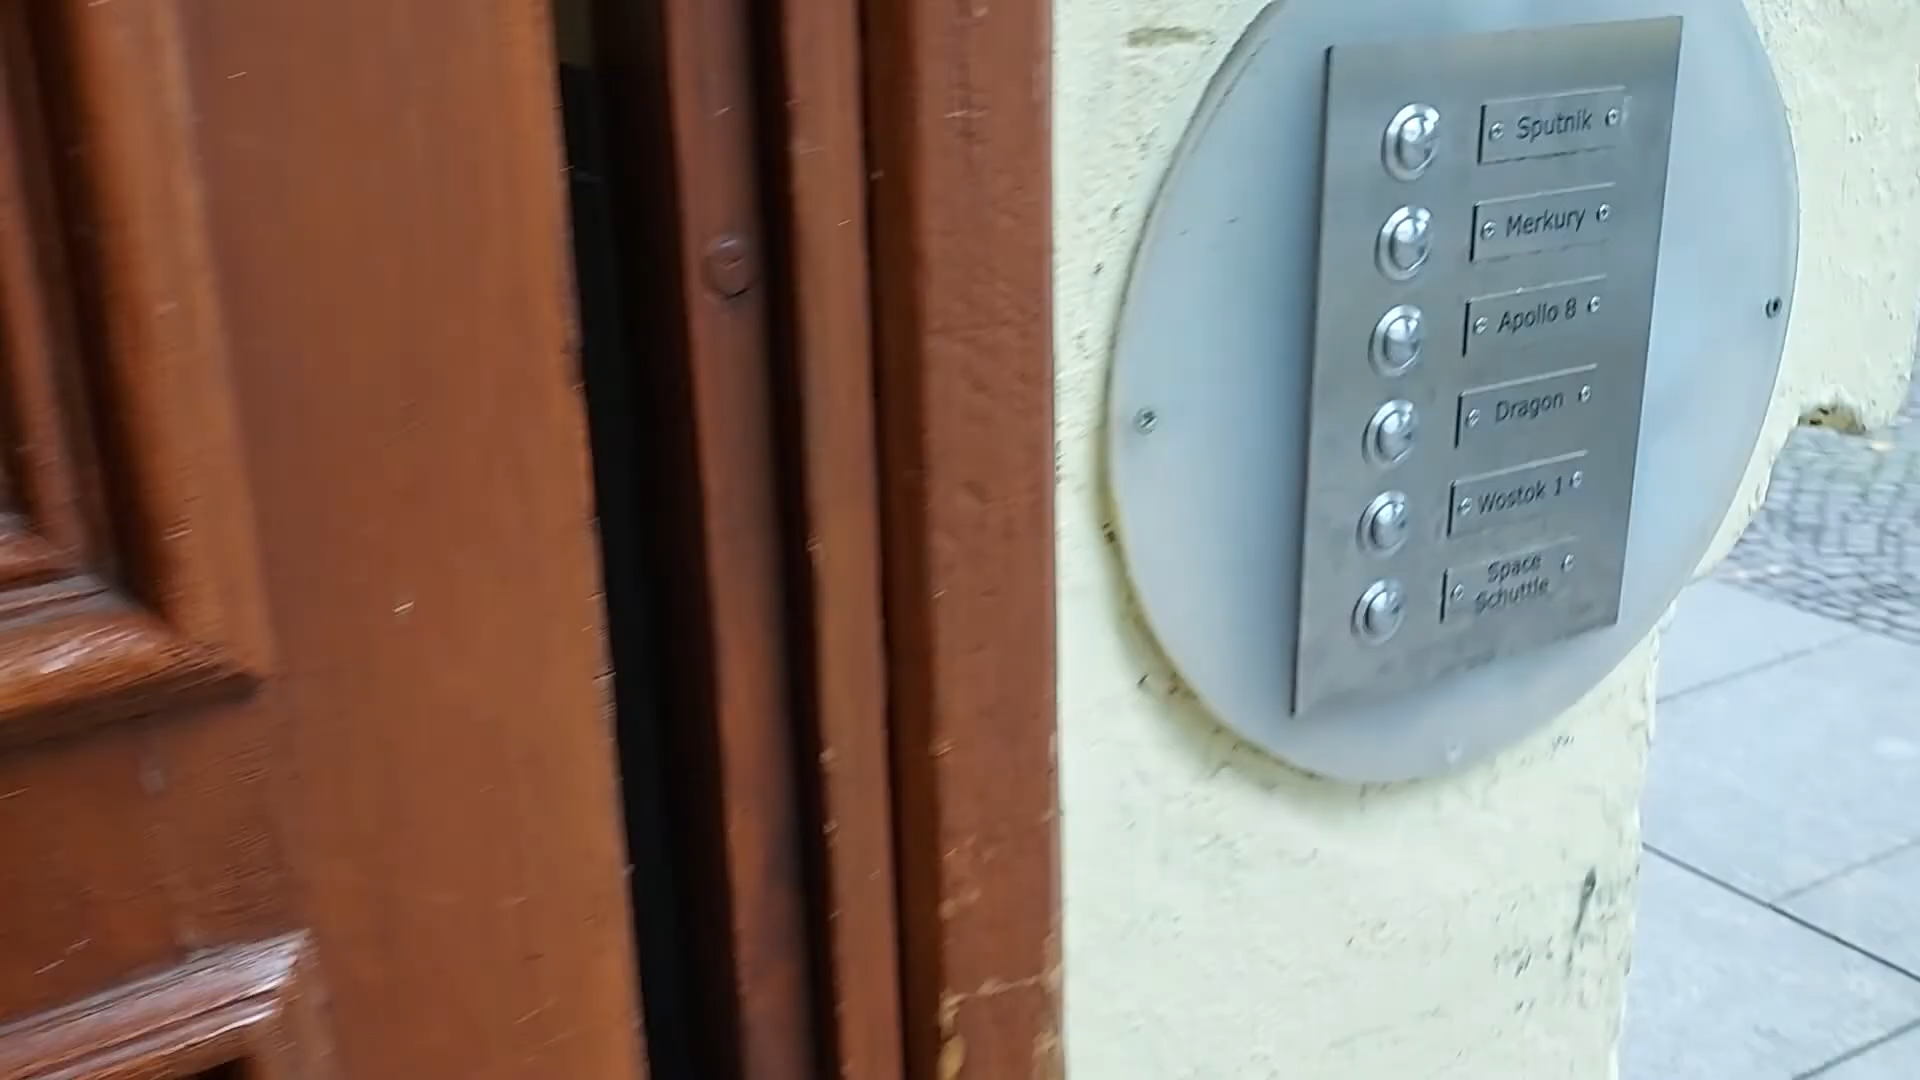 Sputnik
Merkury
Apollo 8
Dragon
Wostok 1
Space
Schuttle